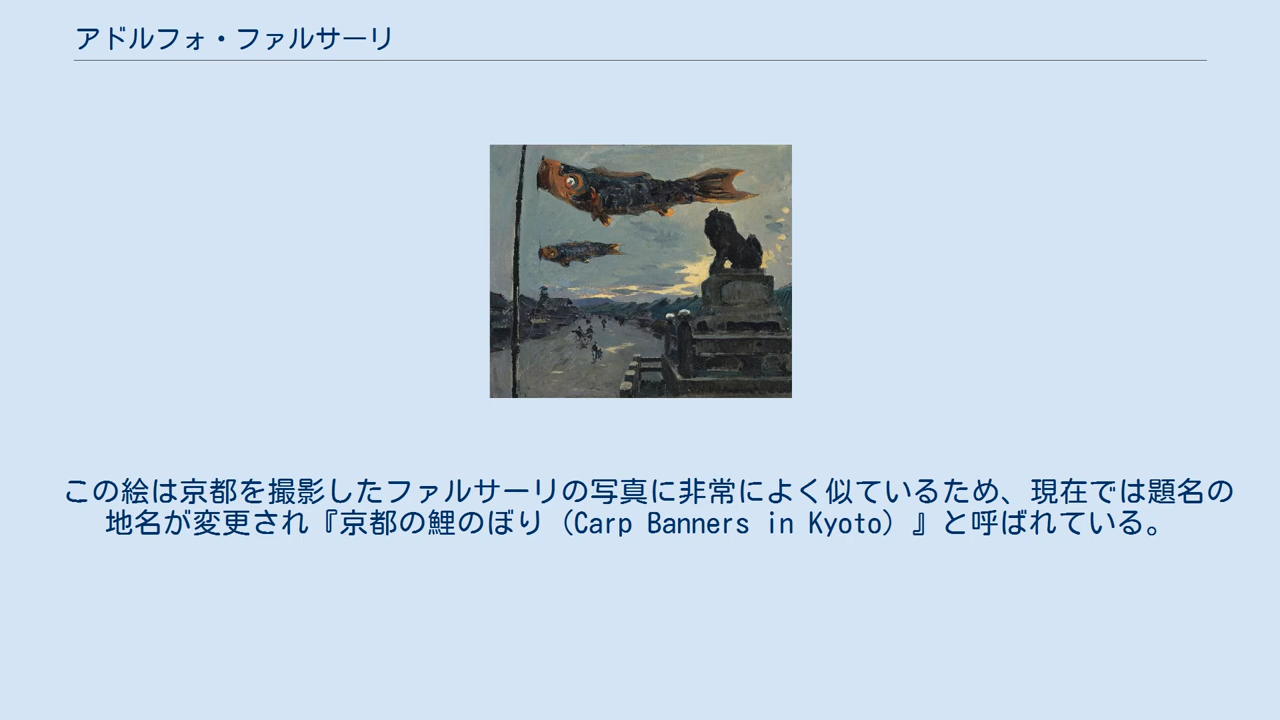 アドルフォ・ファルサーリ
この絵は京都を撮影したファルサーリの写真に非常によく似ているため、現在では題名の
地名が変更され『京都の鯉のぼり（Carp Banners in Kyoto）』と呼ばれている。